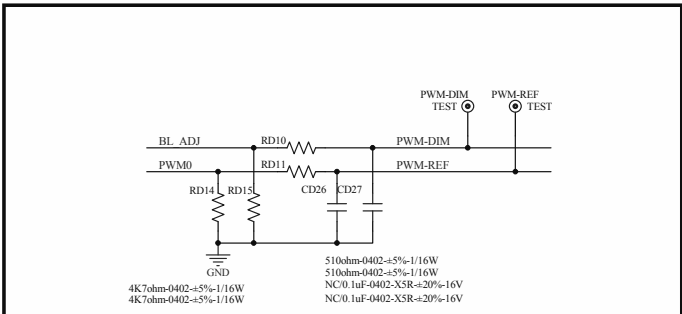 PWM-DIM PWM-REF
TEST TEST
BL_ADJ RD10 PWM-DIM
PWM0 RD11 PWM-REF
RD14 RD15 CD26 CD27
GND
510ohm-0402-±5%-1/16W
510ohm-0402-±5%-1/16W
4K7ohm-0402-±5%-1/16W NC/0.1uF-0402-X5R-±20%-16V
4K7ohm-0402-±5%-1/16W NC/0.1uF-0402-X5R-±20%-16V